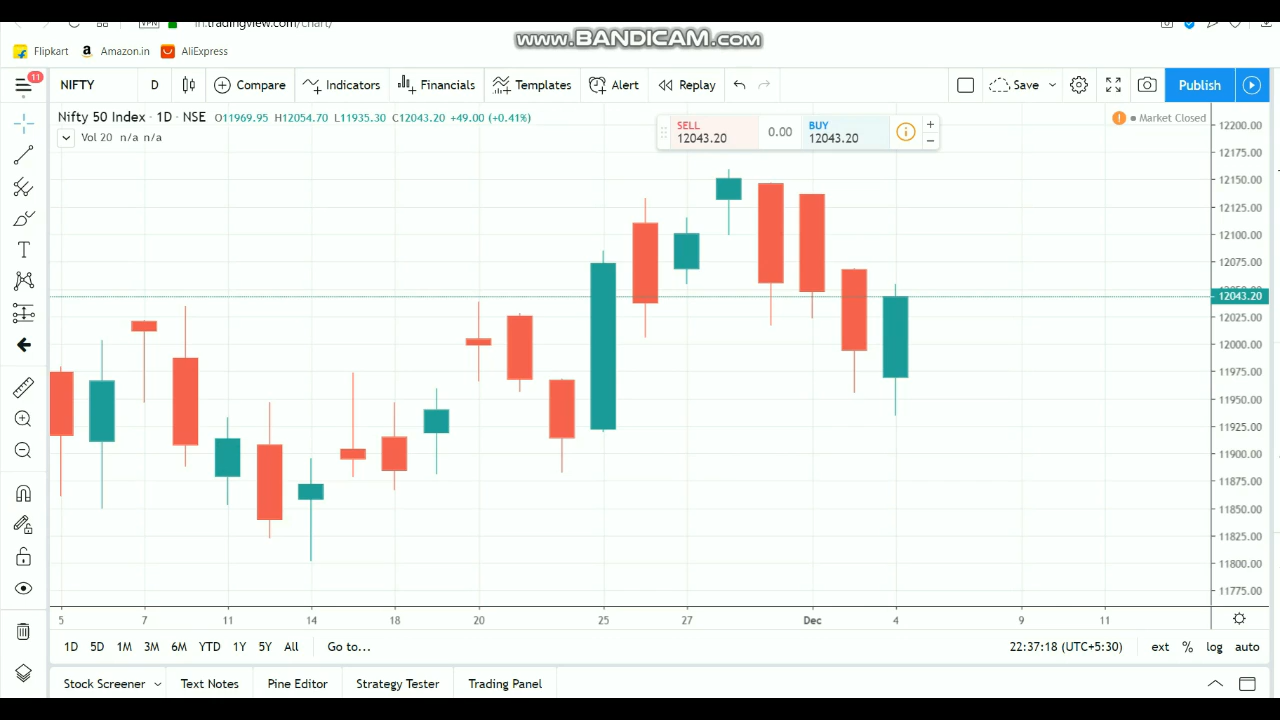 VPN in.tradingview.com/chart/
www.BANDICAM.com
Flipkart Amazon.in AliExpress
11
NIFTY D Compare Indicators Financials Templates Alert Replay Save Publish
Nifty 50 Index · 1D · NSE O11969.95 H12054.70 L11935.30 C12043.20 +49.00 (+0.41%)
Vol 20 n/a n/a
SELL 12043.20 0.00 BUY 12043.20
Market Closed
12200.00
12175.00
12150.00
12125.00
12100.00
12075.00
12043.20
12025.00
12000.00
11975.00
11950.00
11925.00
11900.00
11875.00
11850.00
11825.00
11800.00
11775.00
5 7 11 14 18 20 25 27 Dec 4 9 11
1D 5D 1M 3M 6M YTD 1Y 5Y All Go to... 22:37:18 (UTC+5:30) ext % log auto
Stock Screener Text Notes Pine Editor Strategy Tester Trading Panel